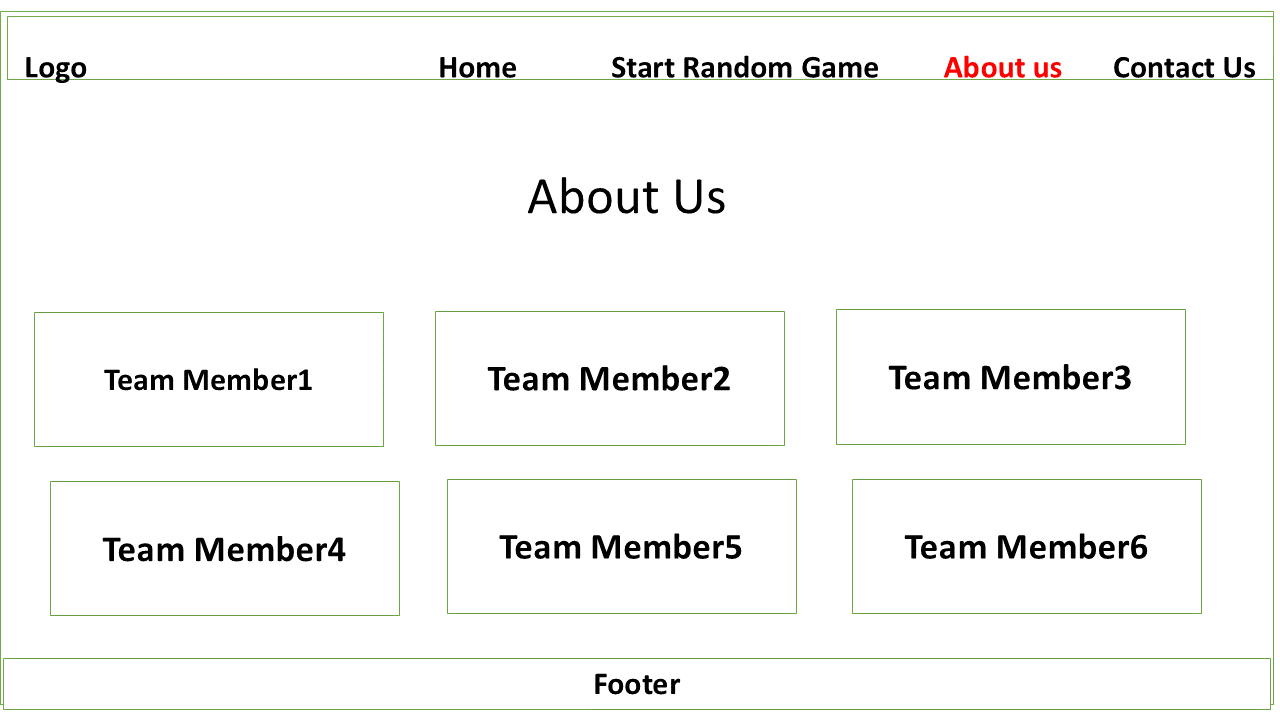 Logo Home Start Random Game About us Contact Us
About Us
Team Member1 Team Member2 Team Member3
Team Member4 Team Member5 Team Member6
Footer